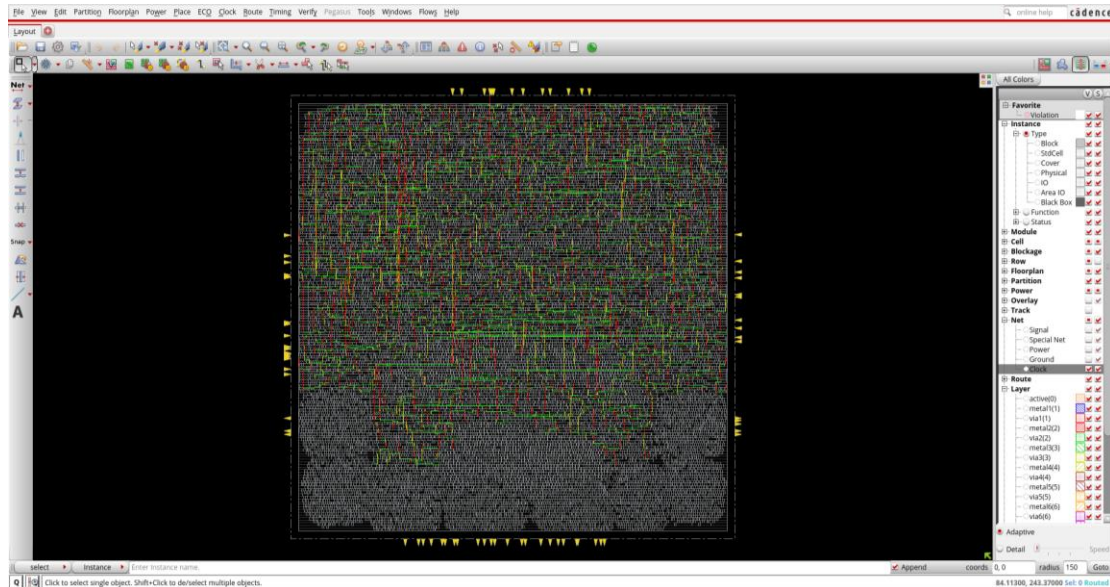 File View Edit Partition Floorplan Power Place ECO Clock Route Timing Verify Pegasus Tools Windows Flows Help
online help cādence
Layout
Net
Snap
A
All Colors
V S
Favorite
Violation
Instance
Type
Block
StdCell
Cover
Physical
IO
Area IO
Black Box
Function
Status
Module
Cell
Blockage
Row
Floorplan
Partition
Power
Overlay
Track
Net
Signal
Special Net
Power
Ground
Clock
Route
Layer
active(0)
metal1(1)
via1(1)
metal2(2)
via2(2)
metal3(3)
via3(3)
metal4(4)
via4(4)
metal5(5)
via5(5)
metal6(6)
via6(6)
Adaptive
Detail Speed
select Instance Enter Instance name. Append coords 0, 0 radius 150 Goto
Q Click to select single object. Shift+Click to de/select multiple objects. 84.11300, 243.37000 Sel: 0 Routed